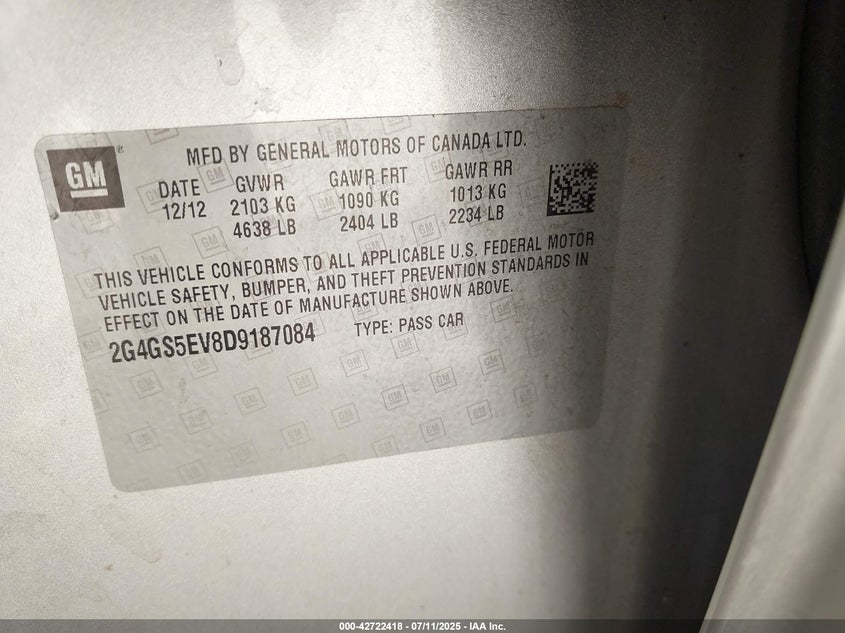 GM
MFD BY GENERAL MOTORS OF CANADA LTD.
DATE GVWR GAWR FRT GAWR RR
12/12 2103 KG 1090 KG 1013 KG
4638 LB 2404 LB 2234 LB
THIS VEHICLE CONFORMS TO ALL APPLICABLE U.S. FEDERAL MOTOR
VEHICLE SAFETY, BUMPER, AND THEFT PREVENTION STANDARDS IN
EFFECT ON THE DATE OF MANUFACTURE SHOWN ABOVE.
2G4GS5EV8D9187084 TYPE: PASS CAR
000-42722418 - 07/11/2025 - IAA Inc.